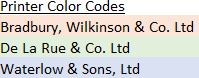 Printer Color Codes
Bradbury, Wilkinson & Co. Ltd
De La Rue & Co. Ltd
Waterlow & Sons, Ltd